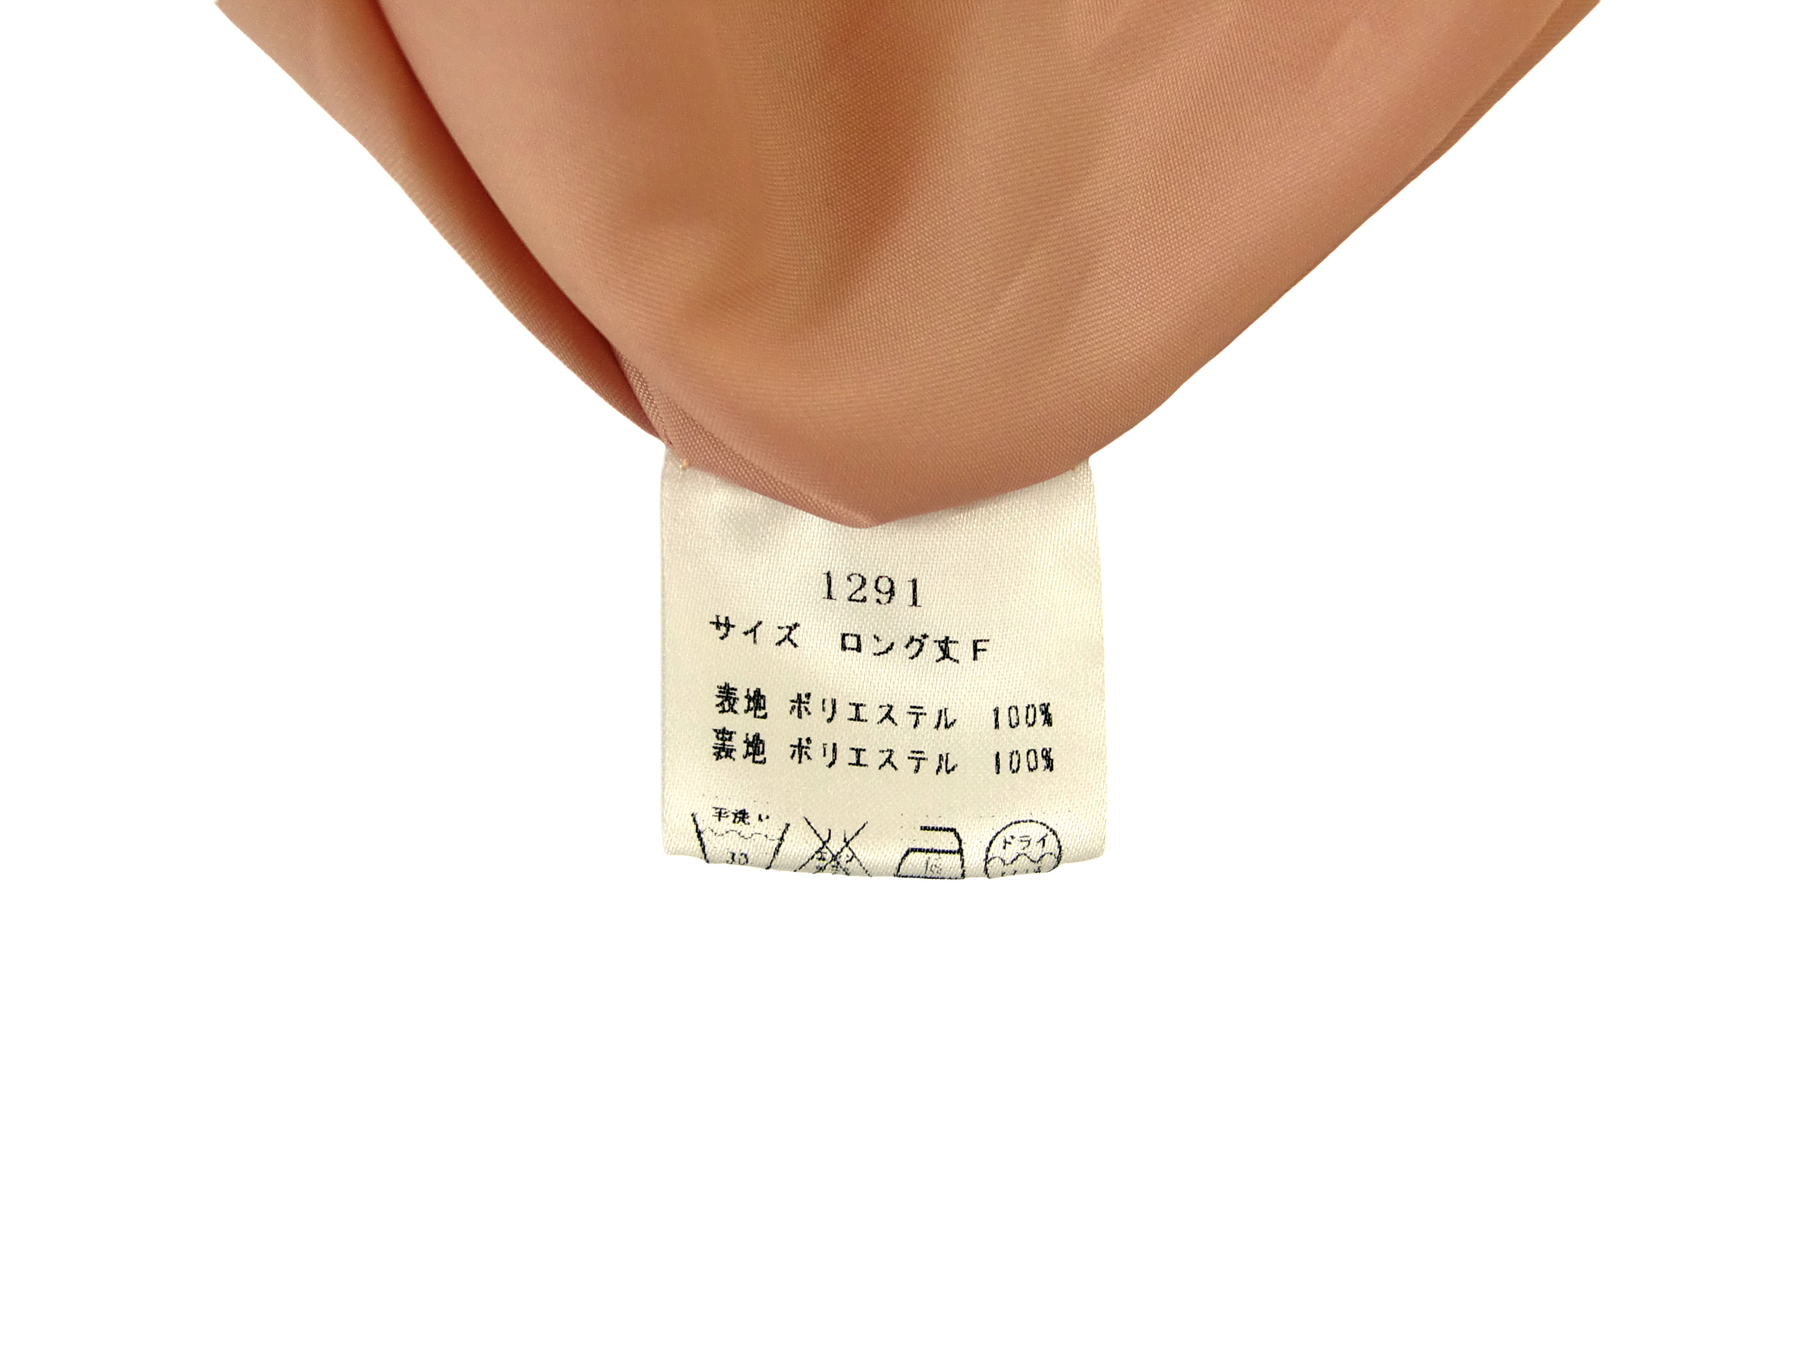 1291
サイズ ロング丈F
表地 ポリエステル 100%
裏地 ポリエステル 100%
手洗い
30
ドライ